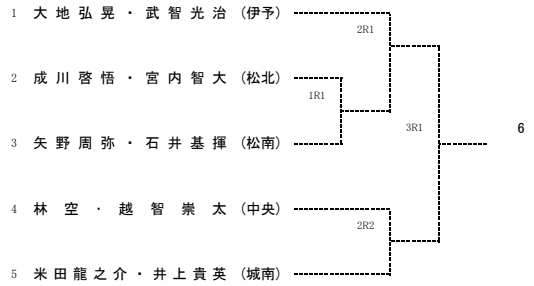 1 大地弘晃・武智光治 (伊予)
2R1
2 成川啓悟・宮内智大 (松北)
1R1
3R1
6
3 矢野周弥・石井基揮 (松南)
4 林空・越智崇太 (中央)
2R2
5 米田龍之介・井上貴英 (城南)